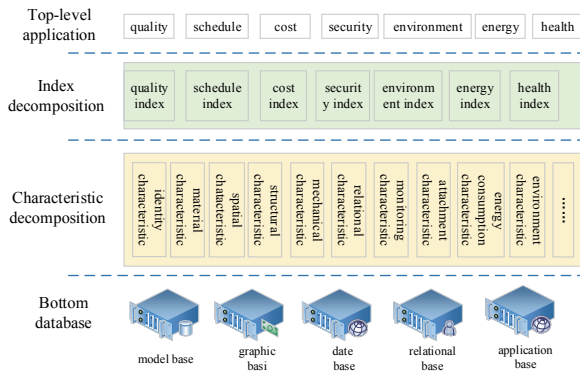 Top-level
application
quality schedule cost security environment energy health
Index
decomposition
quality
index
schedule
index
cost
index
securit
y index
environm
ent index
energy
index
health
index
Characteristic
decomposition
identity
characteristic
material
characteristic
spatial
characteristic
structural
characteristic
mechanical
characteristic
relational
characteristic
monitoring
characteristic
attachment
characteristic
energy
consumption
characteristic
environment
characteristic
……
Bottom
database
model base
graphic
basi
date
base
relational
base
application
base